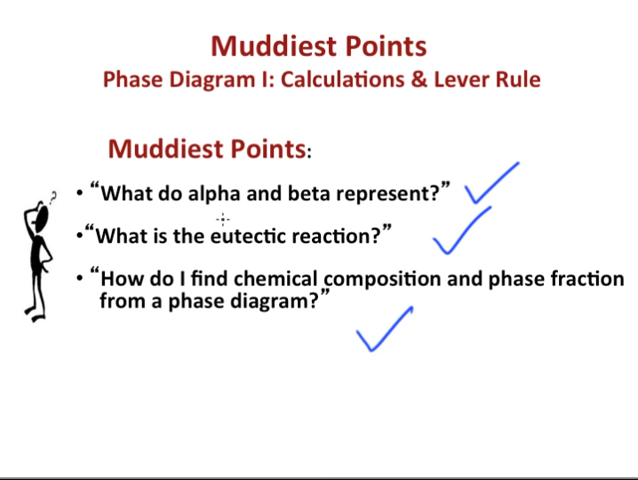 Muddiest Points
Phase Diagram I: Calculations & Lever Rule
Muddiest Points:
• “What do alpha and beta represent?”
•“What is the eutectic reaction?”
• “How do I find chemical composition and phase fraction
from a phase diagram?”
?